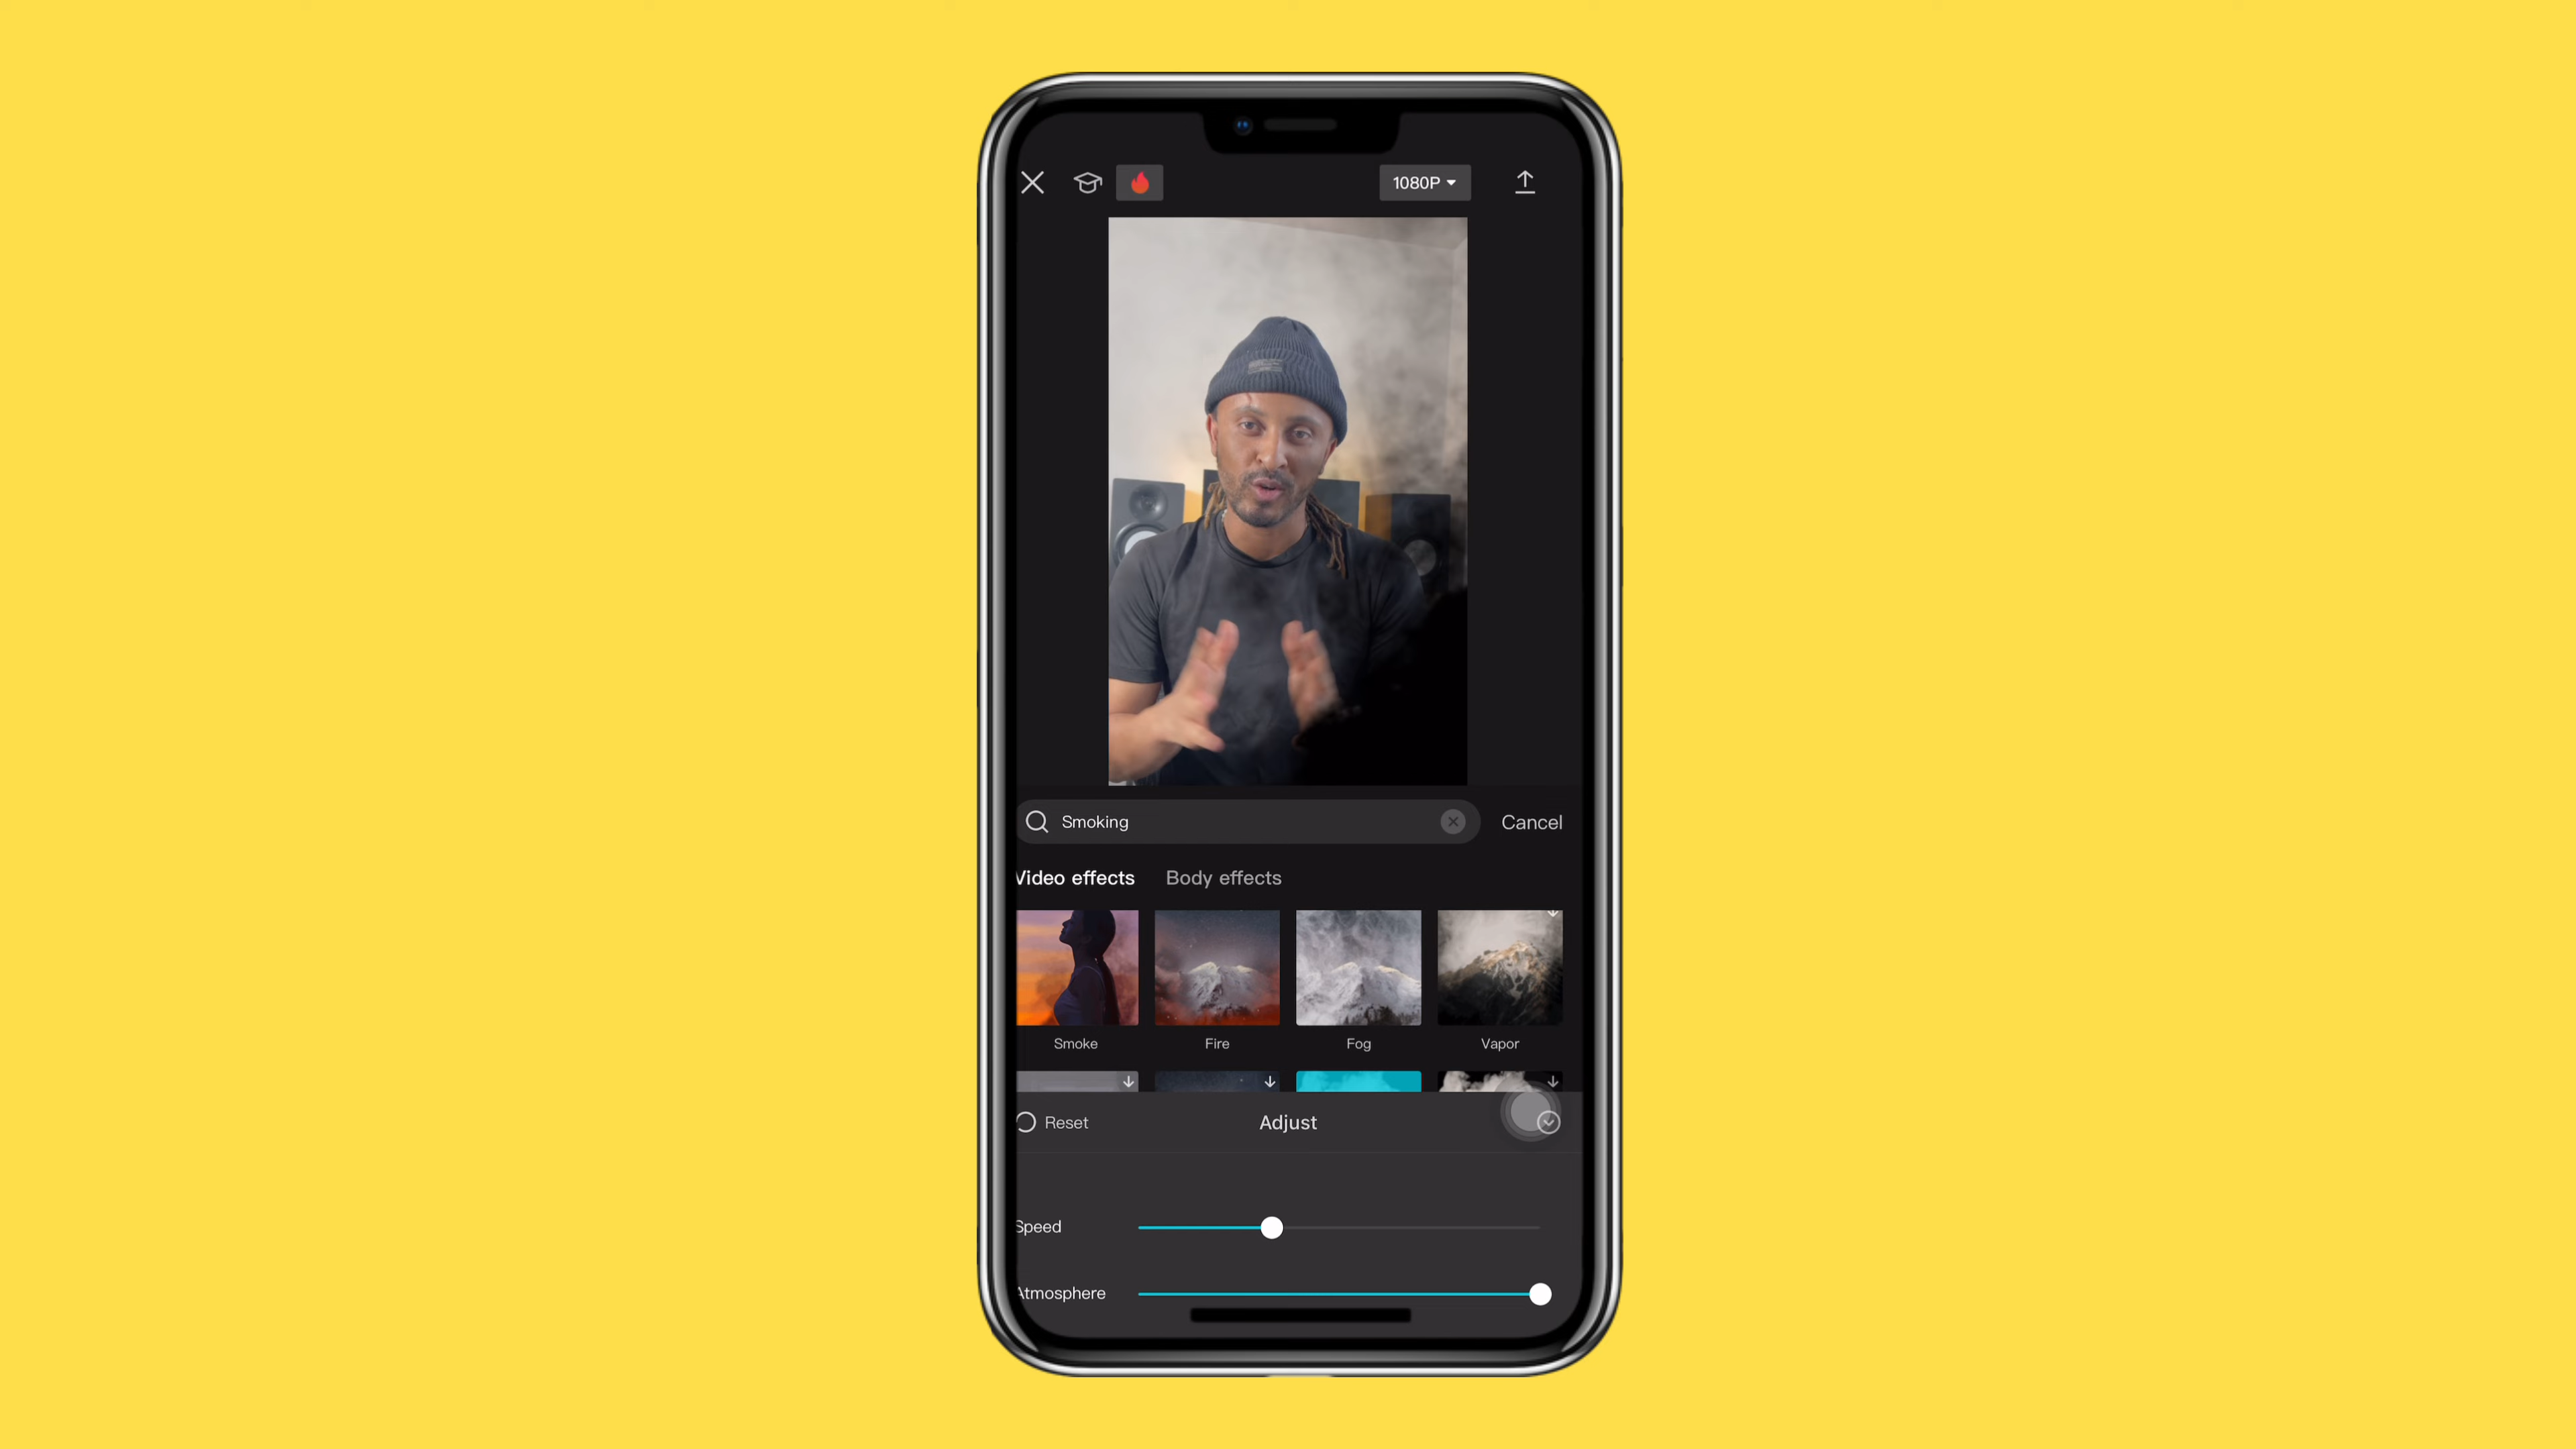 1080P
Smoking
Cancel
Video effects
Body effects
Smoke
Fire
Fog
Vapor
Reset
Adjust
Speed
Atmosphere